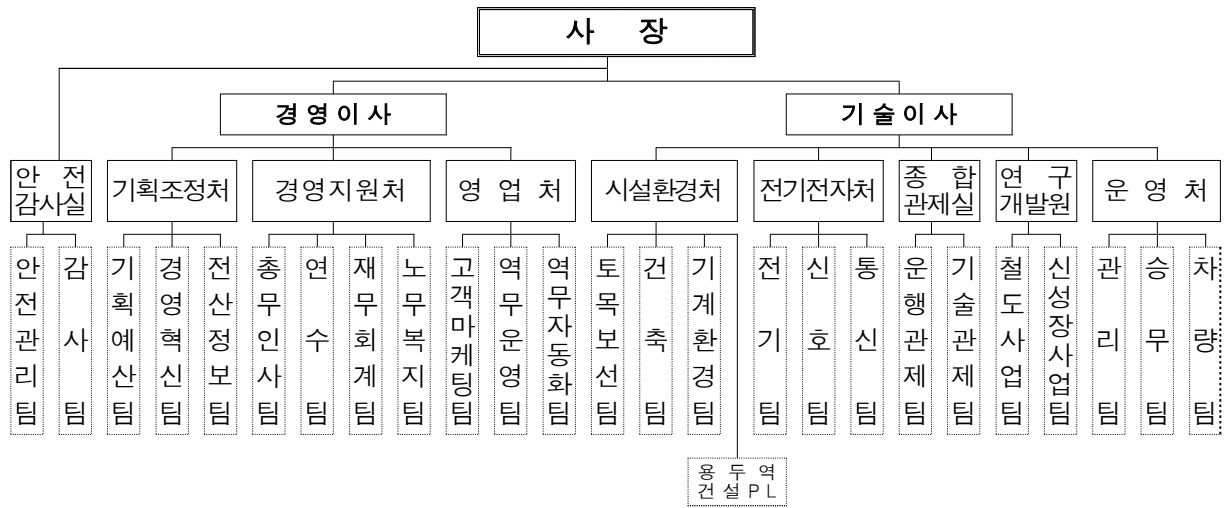 사 장
경영이사
기술이사
안 전
감사실
기획조정처
경영지원처
영 업 처
시설환경처
전기전자처
종 합
관제실
연 구
개발원
운 영 처
안전관리팀
감사팀
기획예산팀
경영혁신팀
전산정보팀
총무인사팀
연수팀
재무회계팀
노무복지팀
고객마케팅팀
역무운영팀
역무자동화팀
토목보선팀
건축팀
기계환경팀
전기팀
신호팀
통신팀
운행관제팀
기술관제팀
철도사업팀
신성장사업팀
관리팀
승무팀
차량팀
용 두 역
건 설 P L